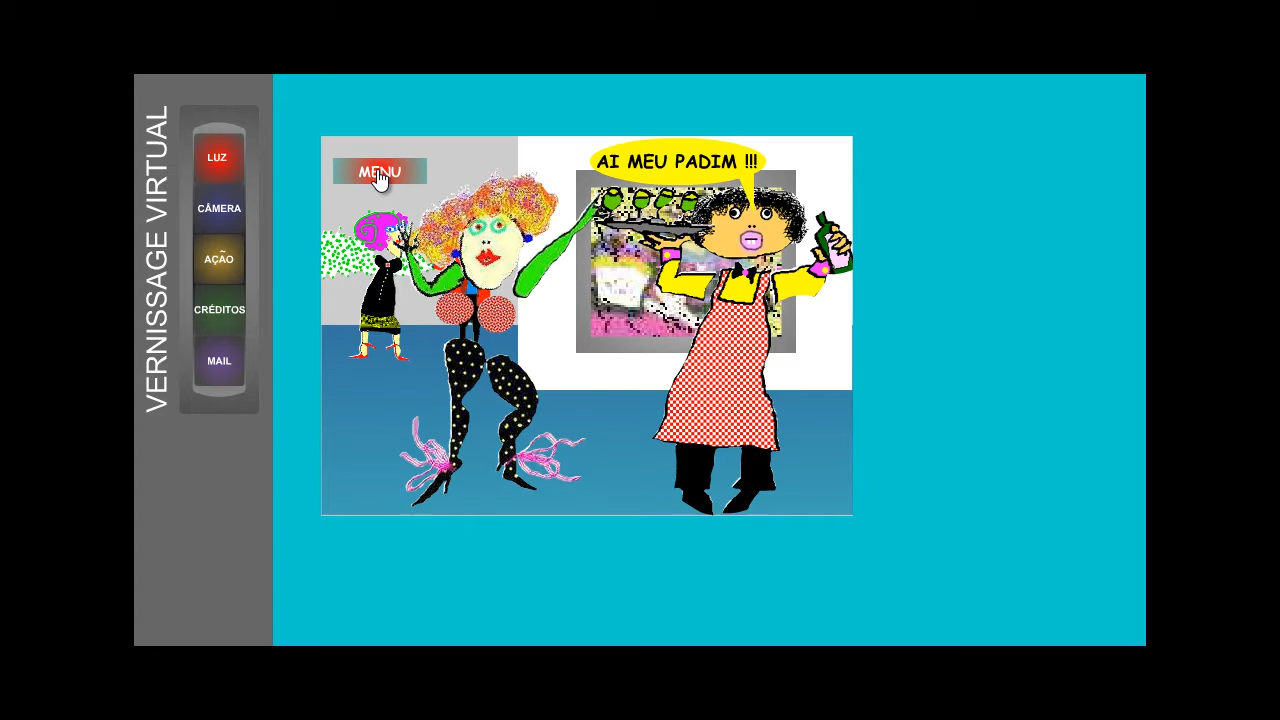 VERNISSAGE VIRTUAL
LUZ
CÂMERA
AÇÃO
CRÉDITOS
MAIL
MENU
AI MEU PADIM !!!